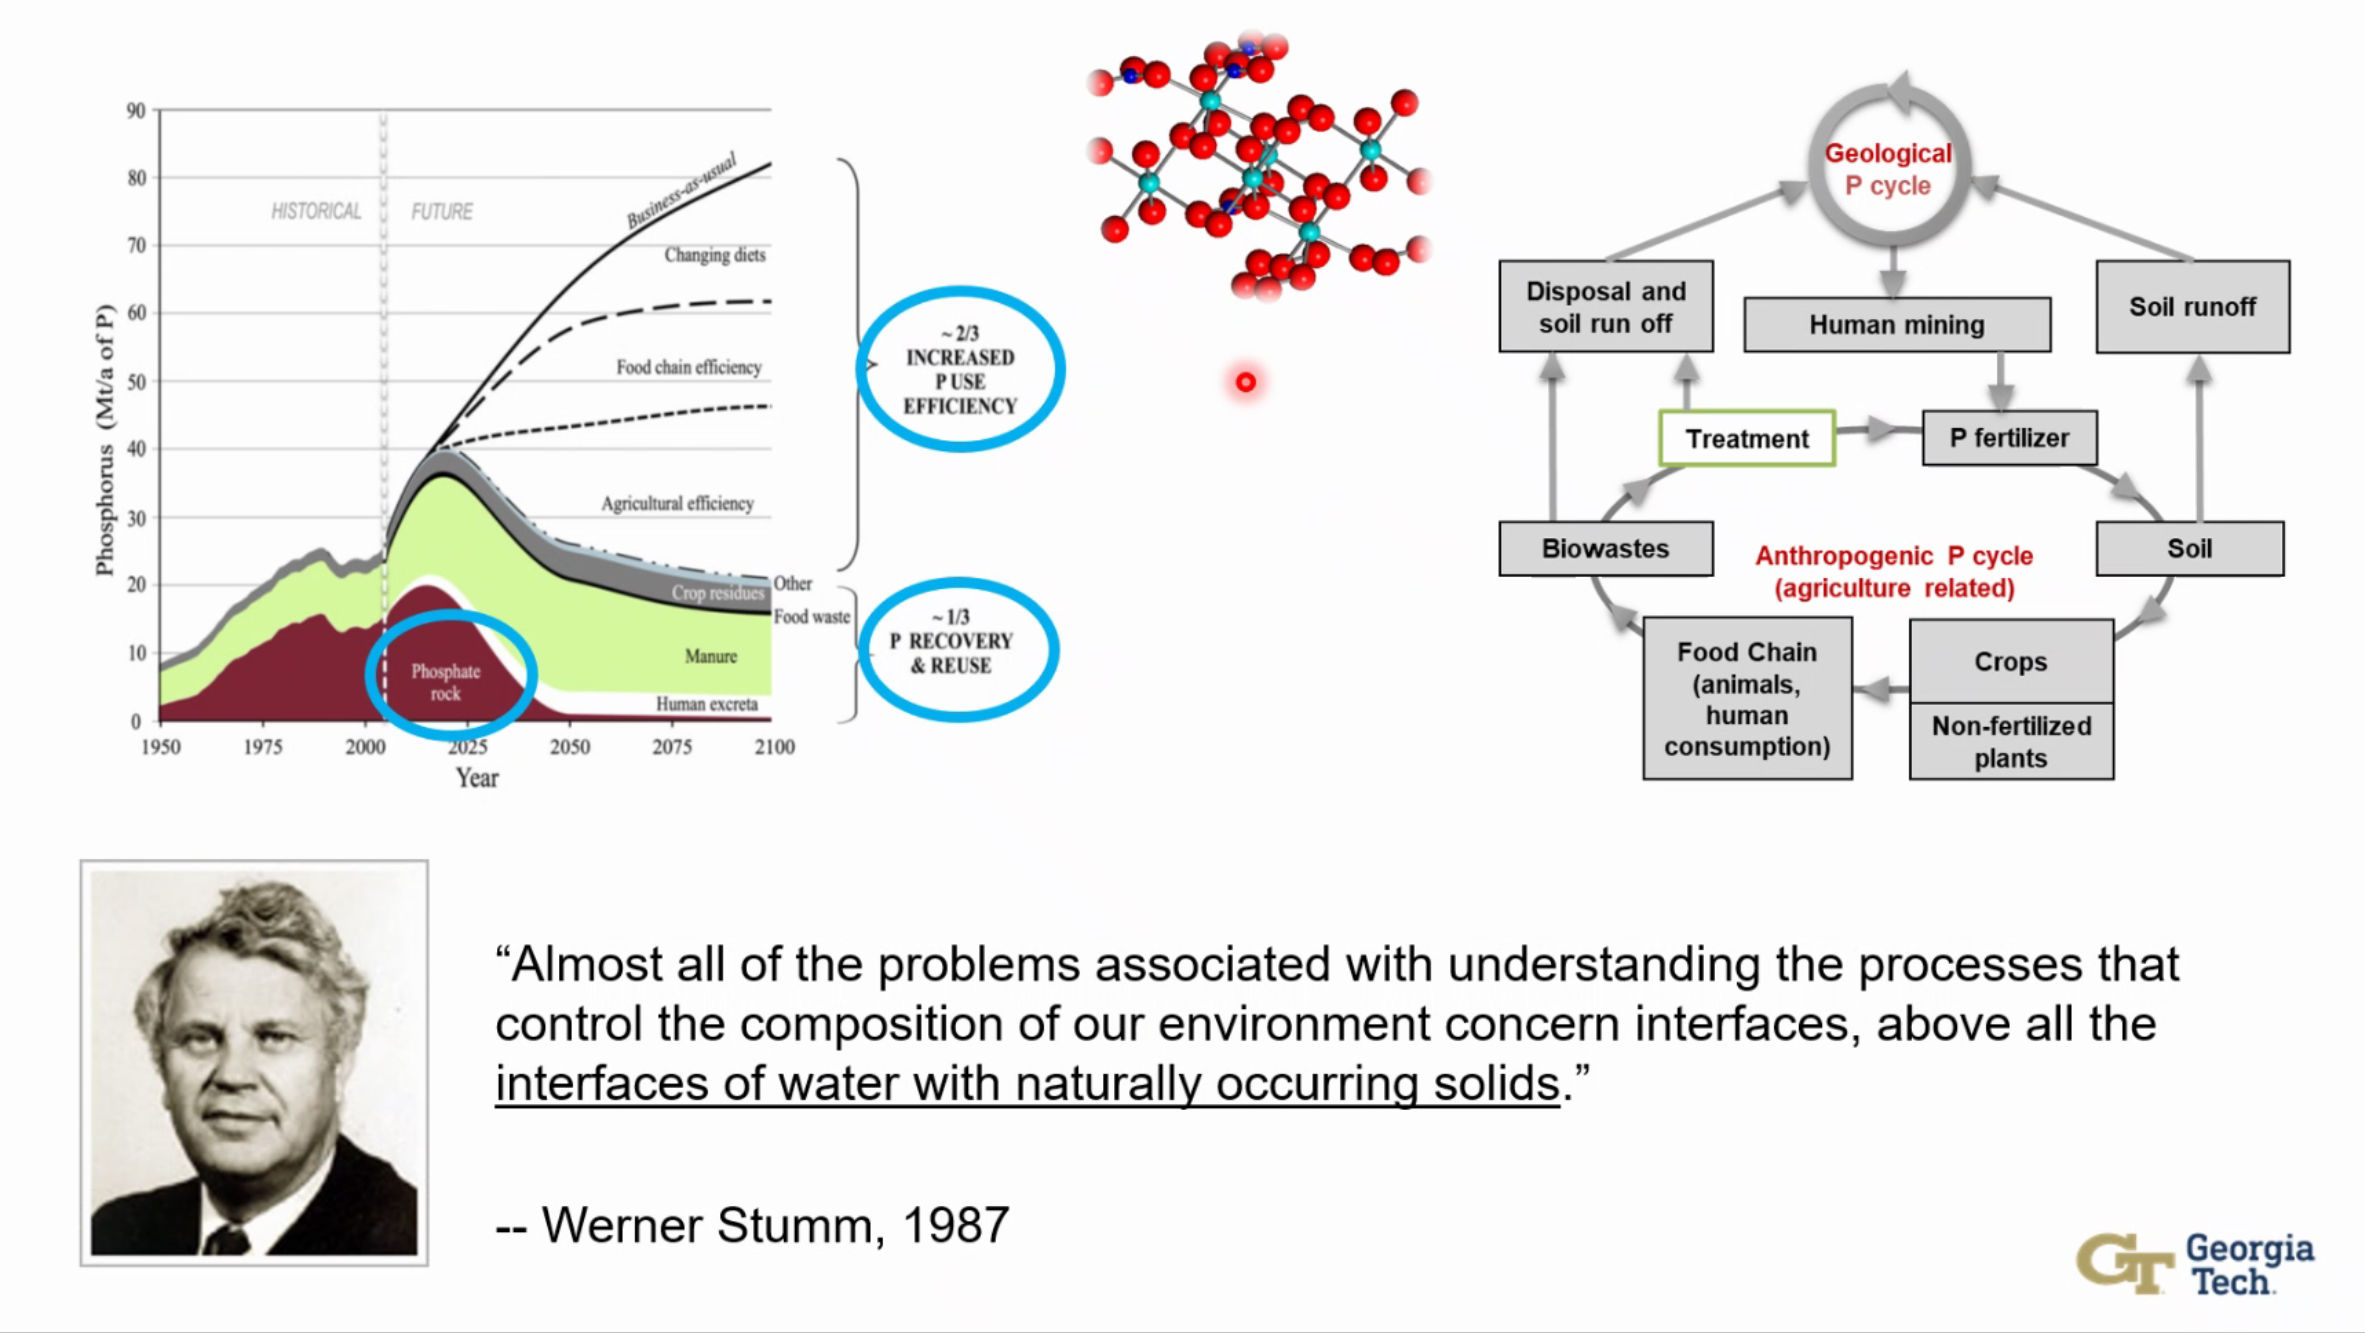 90
80
70
60
50
40
30
20
10
0
Phosphorus (Mt/a of P)
HISTORICAL
FUTURE
Business-as-usual
Changing diets
Food chain efficiency
Agricultural efficiency
Other
Crop residues
Food waste
Manure
Phosphate
rock
Human excreta
1950
1975
2000
2025
2050
2075
2100
Year
~ 2/3
INCREASED
P USE
EFFICIENCY
~ 1/3
P RECOVERY
& REUSE
Geological
P cycle
Disposal and
soil run off
Human mining
Soil runoff
Treatment
P fertilizer
Biowastes
Anthropogenic P cycle
(agriculture related)
Soil
Food Chain
(animals,
human
consumption)
Crops
Non-fertilized
plants
“Almost all of the problems associated with understanding the processes that
control the composition of our environment concern interfaces, above all the
interfaces of water with naturally occurring solids.”
-- Werner Stumm, 1987
GT
Georgia
Tech.